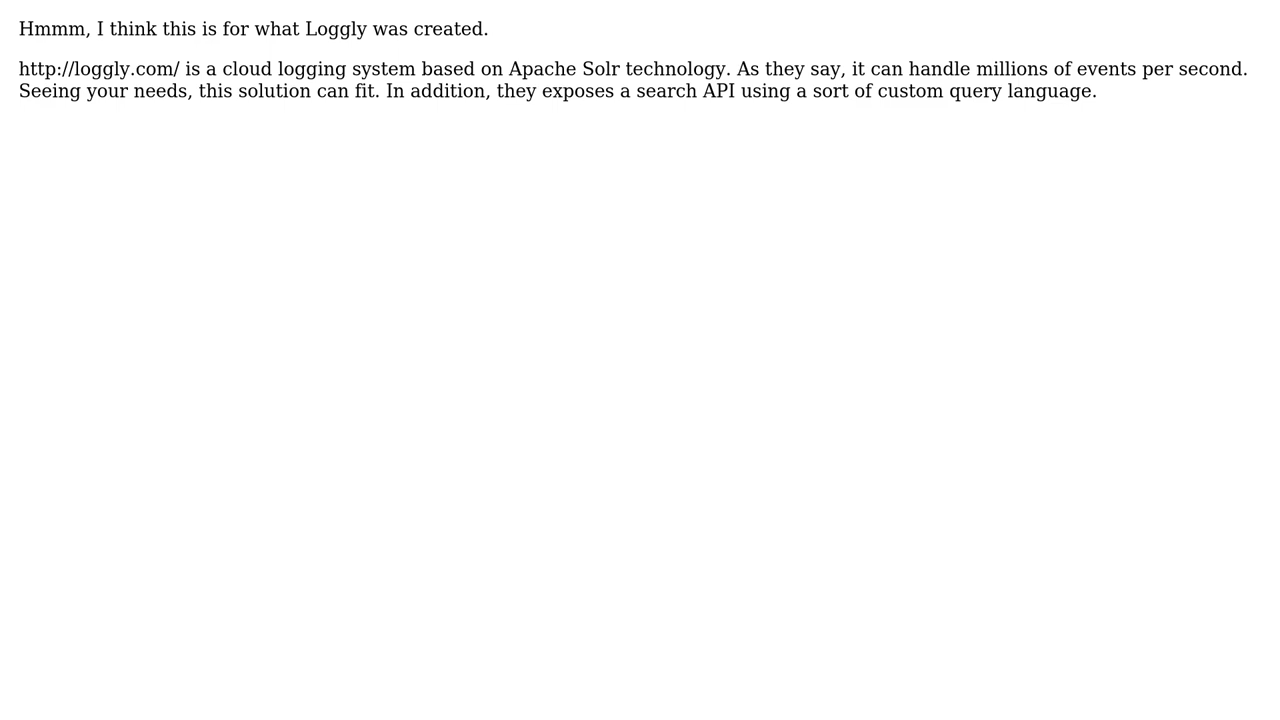 Hmmm, I think this is for what Loggly was created.
http://loggly.com/ is a cloud logging system based on Apache Solr technology. As they say, it can handle millions of events per second.
Seeing your needs, this solution can fit. In addition, they exposes a search API using a sort of custom query language.